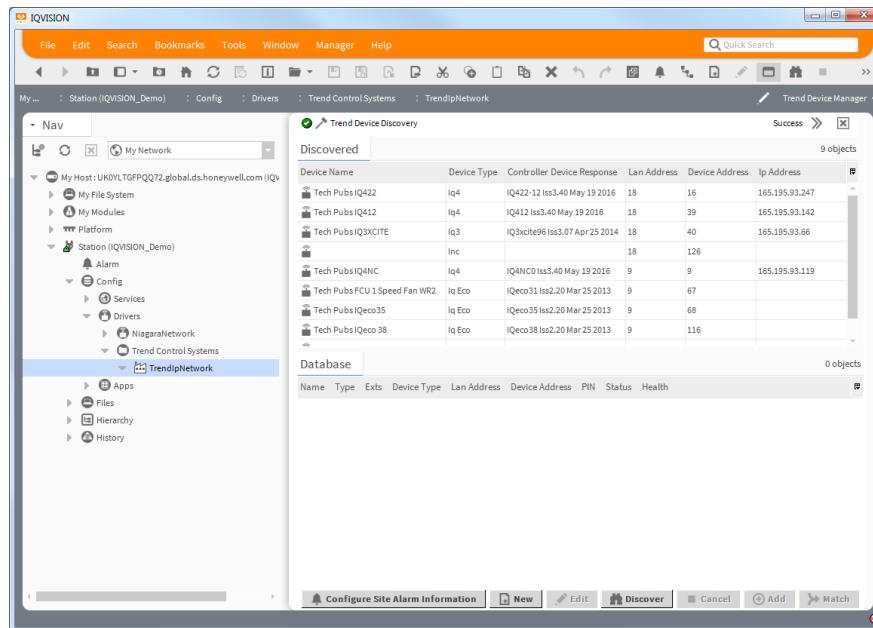 IQVISION
File Edit Search Bookmarks Tools Window Manager Help Quick Search
My ... : Station (IQVISION_Demo) : Config : Drivers : Trend Control Systems : TrendIpNetwork Trend Device Manager
Nav
My Network
My Host : UK0YLTGFPQQ72.global.ds.honeywell.com (IQV
My File System
My Modules
Platform
Station (IQVISION_Demo)
Alarm
Config
Services
Drivers
NiagaraNetwork
Trend Control Systems
TrendIpNetwork
Apps
Files
Hierarchy
History
Trend Device Discovery Success
Discovered 9 objects
Device Name Device Type Controller Device Response Lan Address Device Address Ip Address
Tech Pubs IQ422 Iq4 IQ422-12 Iss3.40 May 19 2016 18 16 165.195.93.247
Tech Pubs IQ412 Iq4 IQ412 Iss3.40 May 19 2016 18 39 165.195.93.142
Tech Pubs IQ3XCITE Iq3 IQ3xcite96 Iss3.07 Apr 25 2014 18 40 165.195.93.66
Inc 18 126
Tech Pubs IQ4NC Iq4 IQ4NC0 Iss3.40 May 19 2016 9 9 165.195.93.119
Tech Pubs FCU 1 Speed Fan WR2 Iq Eco IQeco31 Iss2.20 Mar 25 2013 9 67
Tech Pubs IQeco35 Iq Eco IQeco35 Iss2.20 Mar 25 2013 9 68
Tech Pubs IQeco 38 Iq Eco IQeco38 Iss2.20 Mar 25 2013 9 116
Database 0 objects
Name Type Exts Device Type Lan Address Device Address PIN Status Health
Configure Site Alarm Information New Edit Discover Cancel Add Match